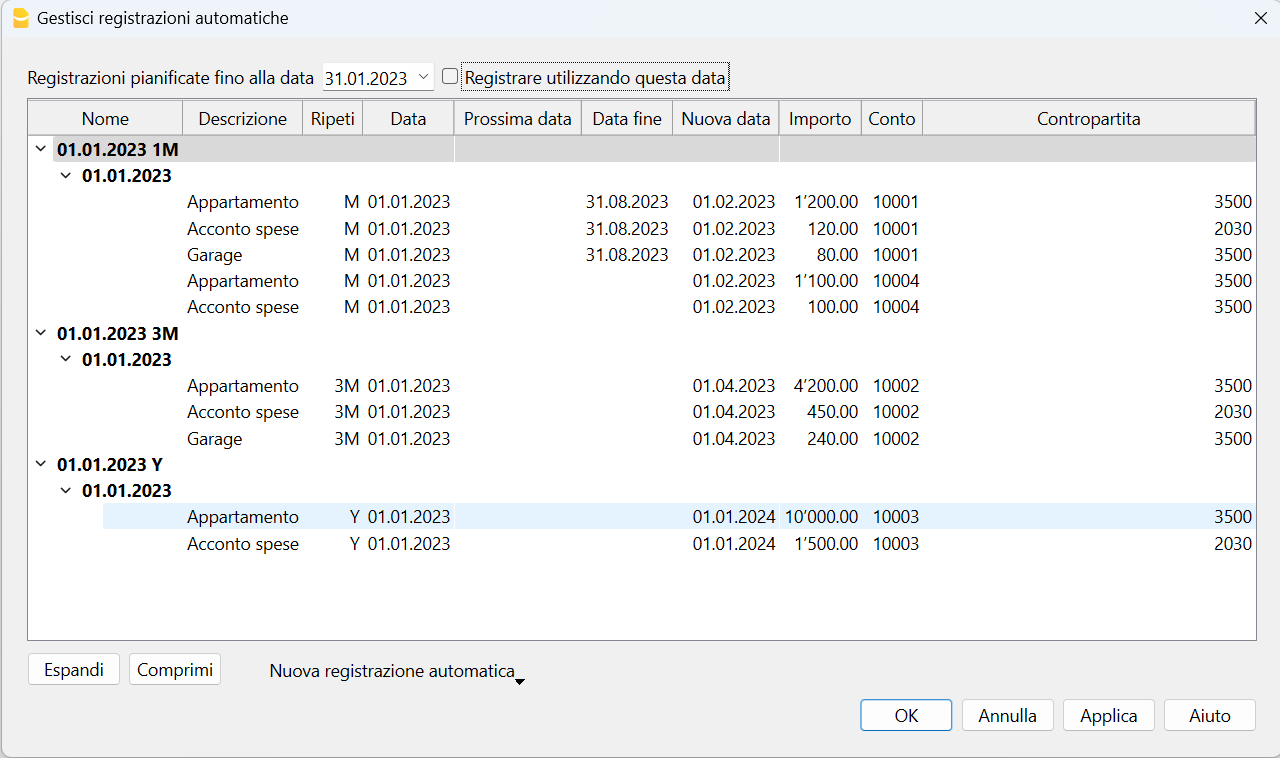 Gestisci registrazioni automatiche
Registrazioni pianificate fino alla data 31.01.2023 Registrare utilizzando questa data
Nome Descrizione Ripeti Data Prossima data Data fine Nuova data Importo Conto Contropartita
01.01.2023 1M
01.01.2023
Appartamento M 01.01.2023 31.08.2023 01.02.2023 1’200.00 10001 3500
Acconto spese M 01.01.2023 31.08.2023 01.02.2023 120.00 10001 2030
Garage M 01.01.2023 31.08.2023 01.02.2023 80.00 10001 3500
Appartamento M 01.01.2023 01.02.2023 1’100.00 10004 3500
Acconto spese M 01.01.2023 01.02.2023 100.00 10004 3500
01.01.2023 3M
01.01.2023
Appartamento 3M 01.01.2023 01.04.2023 4’200.00 10002 3500
Acconto spese 3M 01.01.2023 01.04.2023 450.00 10002 2030
Garage 3M 01.01.2023 01.04.2023 240.00 10002 3500
01.01.2023 Y
01.01.2023
Appartamento Y 01.01.2023 01.01.2024 10’000.00 10003 3500
Acconto spese Y 01.01.2023 01.01.2024 1’500.00 10003 2030
Espandi Comprimi Nuova registrazione automatica
OK Annulla Applica Aiuto